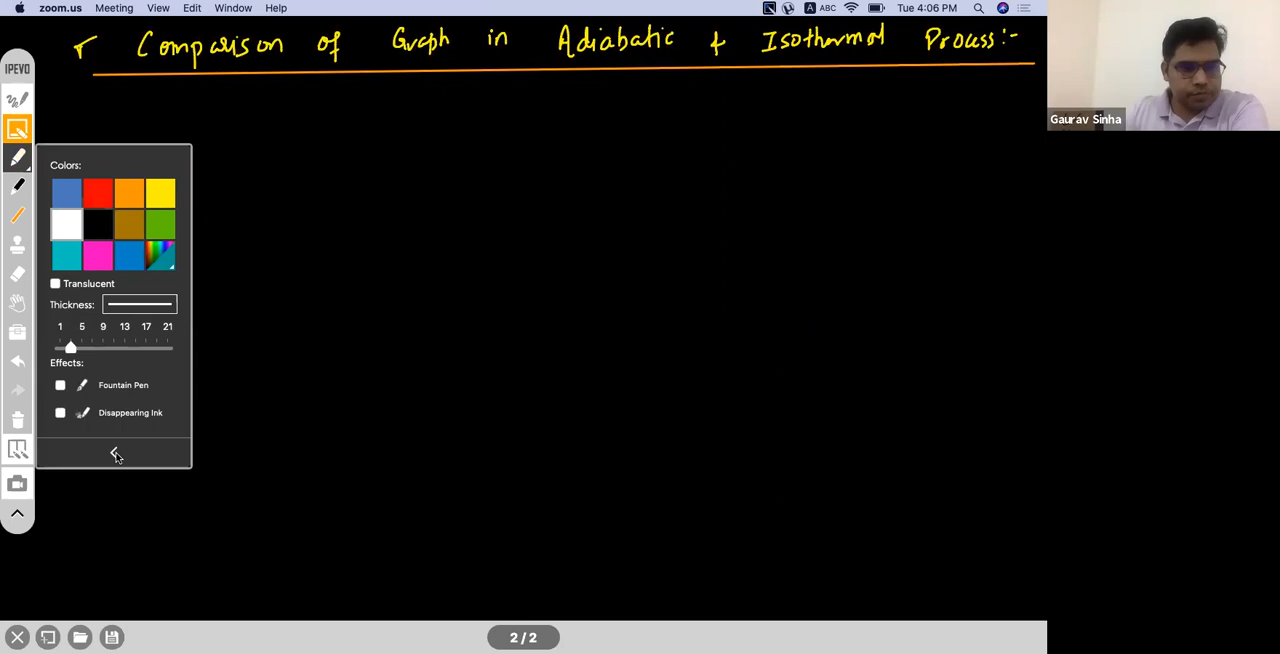 zoom.us Meeting View Edit Window Help A ABC Tue 4:06 PM
Comparison of Graph in Adiabatic & Isothermal Process:-
IPEVO
Gaurav Sinha
Colors:
Translucent
Thickness:
1 5 9 13 17 21
Effects:
Fountain Pen
Disappearing Ink
2 / 2